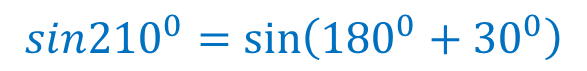 sin210⁰ = sin(180⁰ + 30⁰)